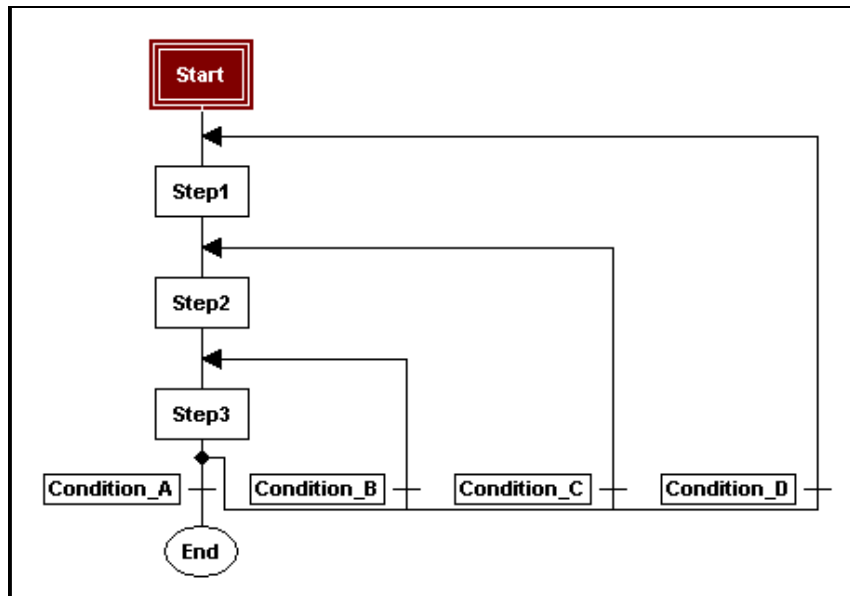 Start
Step1
Step2
Step3
Condition_A
Condition_B
Condition_C
Condition_D
End